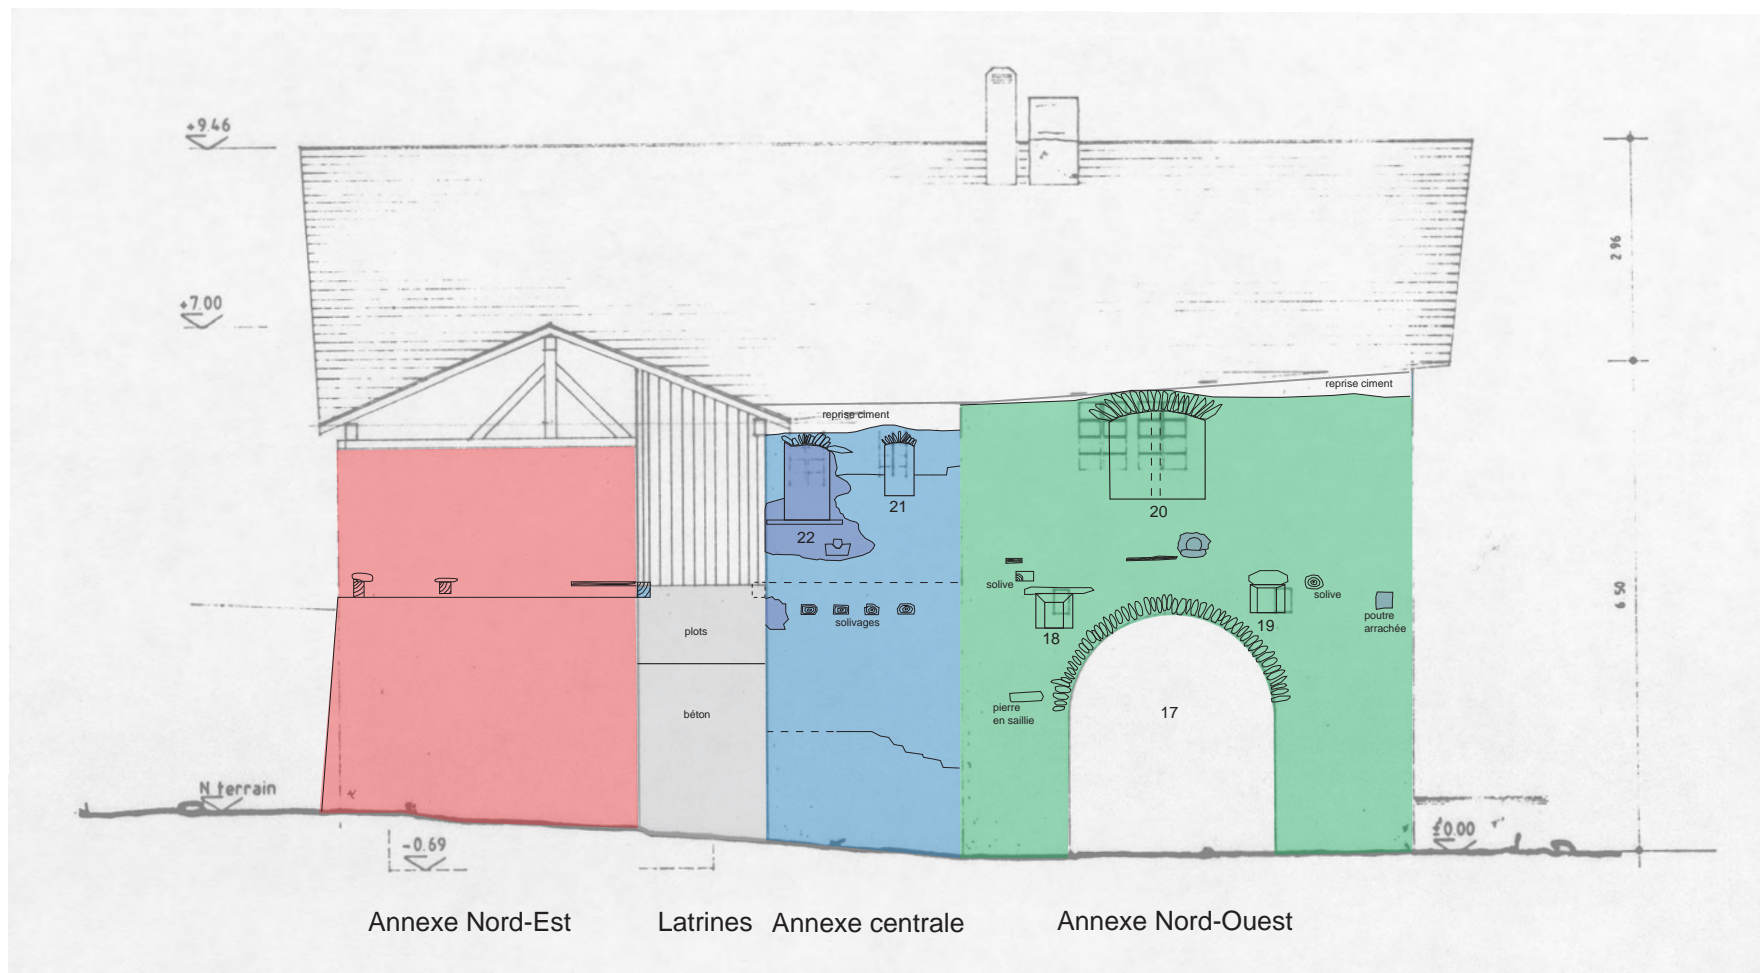 +9.46
2.96
+7.00
reprise ciment
reprise ciment
21
20
22
solive
solive
solivages
poutre
arrachée
18
19
6 50
plots
pierre
en saillie
17
béton
N terrain
±0.00
-0.69
Annexe Nord-Est
Latrines
Annexe centrale
Annexe Nord-Ouest